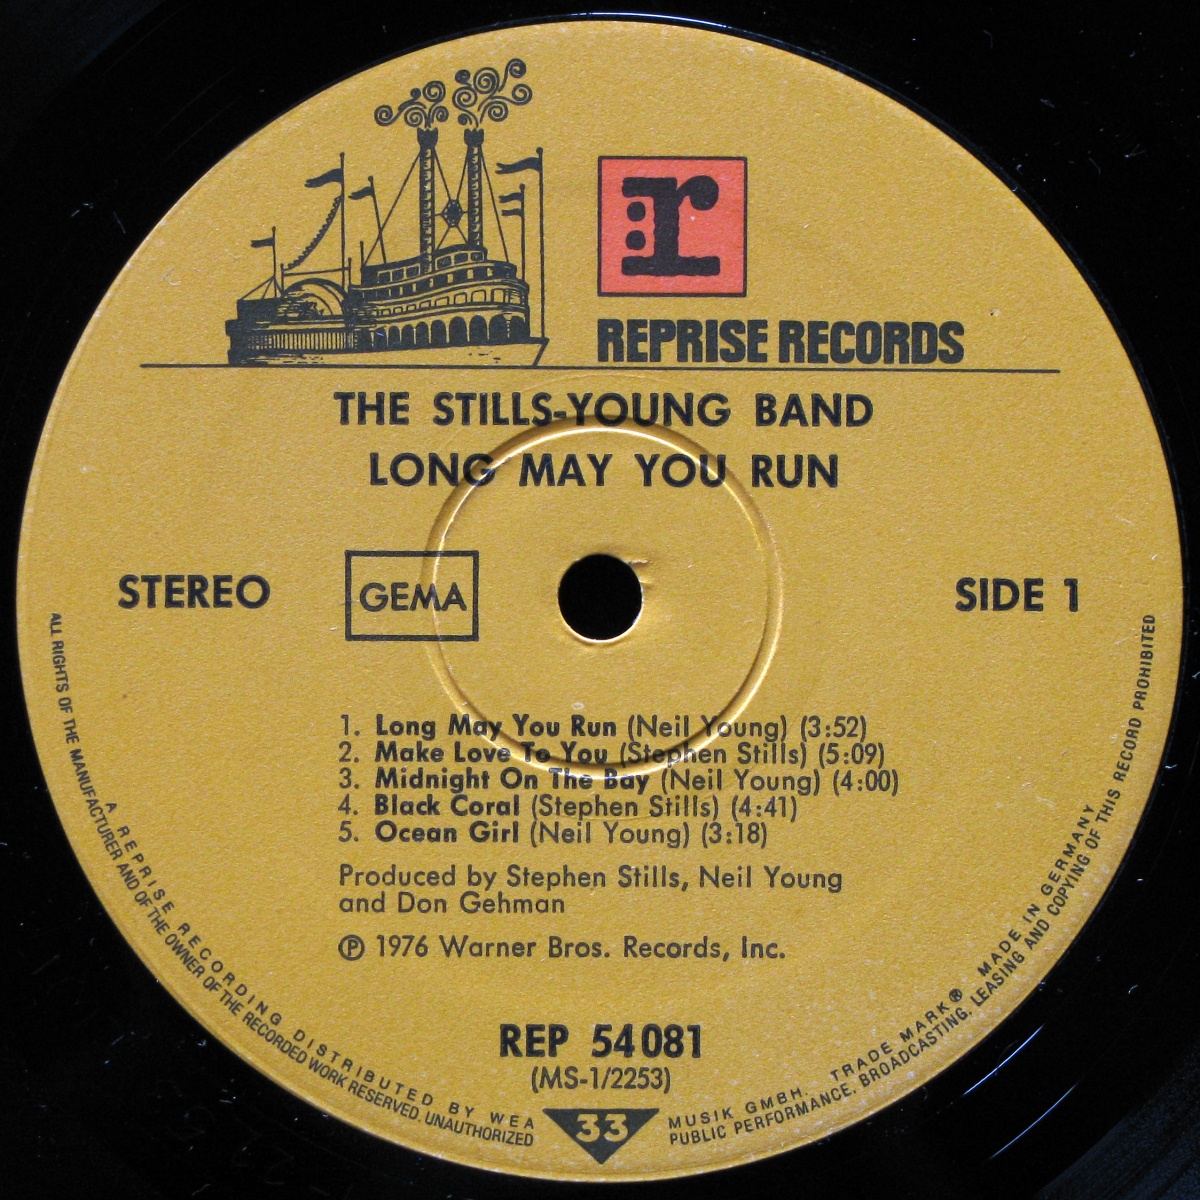 r:
REPRISE RECORDS
THE STILLS-YOUNG BAND
LONG MAY YOU RUN
STEREO
GEMA
SIDE 1
1. Long May You Run (Neil Young) (3:52)
2. Make Love To You (Stephen Stills) (5:09)
3. Midnight On The Bay (Neil Young) (4:00)
4. Black Coral (Stephen Stills) (4:41)
5. Ocean Girl (Neil Young) (3:18)
Produced by Stephen Stills, Neil Young
and Don Gehman
℗ 1976 Warner Bros. Records, Inc.
REP 54 081
(MS-1/2253)
33
A REPRISE RECORDING DISTRIBUTED BY WEA MUSIK GMBH. TRADE MARK® MADE IN GERMANY
ALL RIGHTS OF THE MANUFACTURER AND OF THE OWNER OF THE RECORDED WORK RESERVED. UNAUTHORIZED PUBLIC PERFORMANCE, BROADCASTING, LEASING AND COPYING OF THIS RECORD PROHIBITED